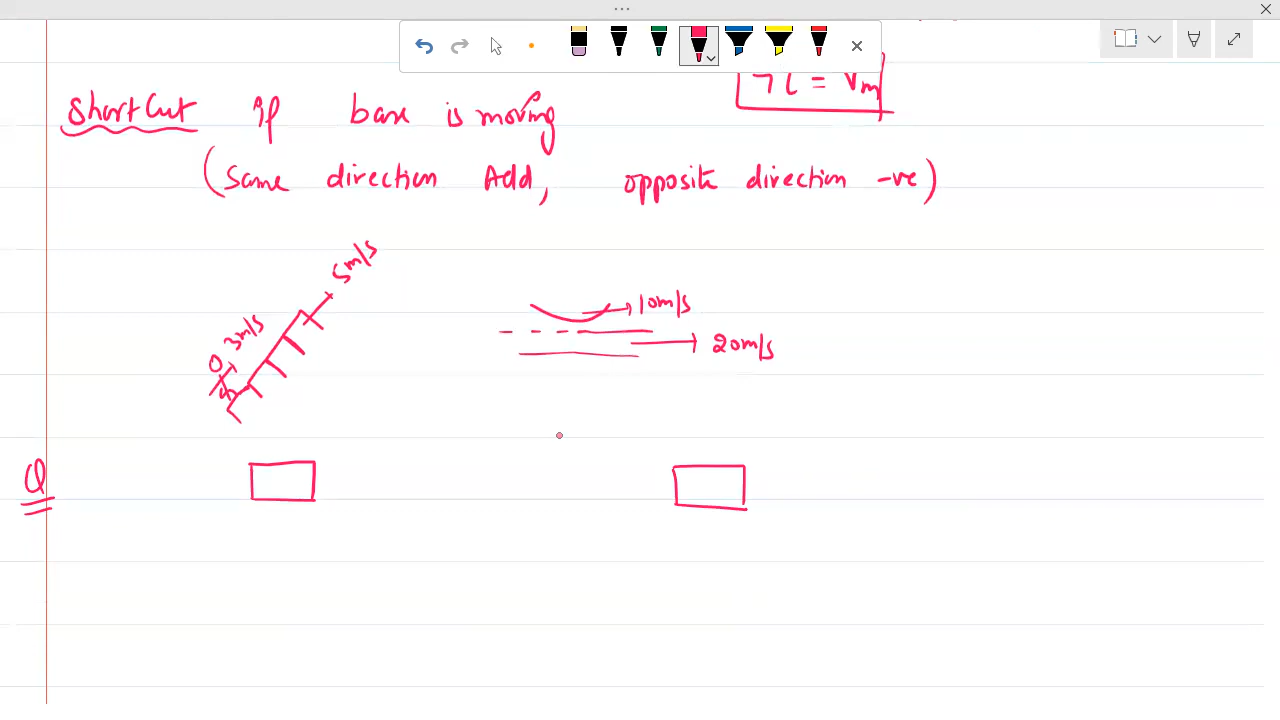 Shortcut if base is moving
(Same direction Add, opposite direction -ve)
5m/s
3m/s
10m/s
20m/s
Q